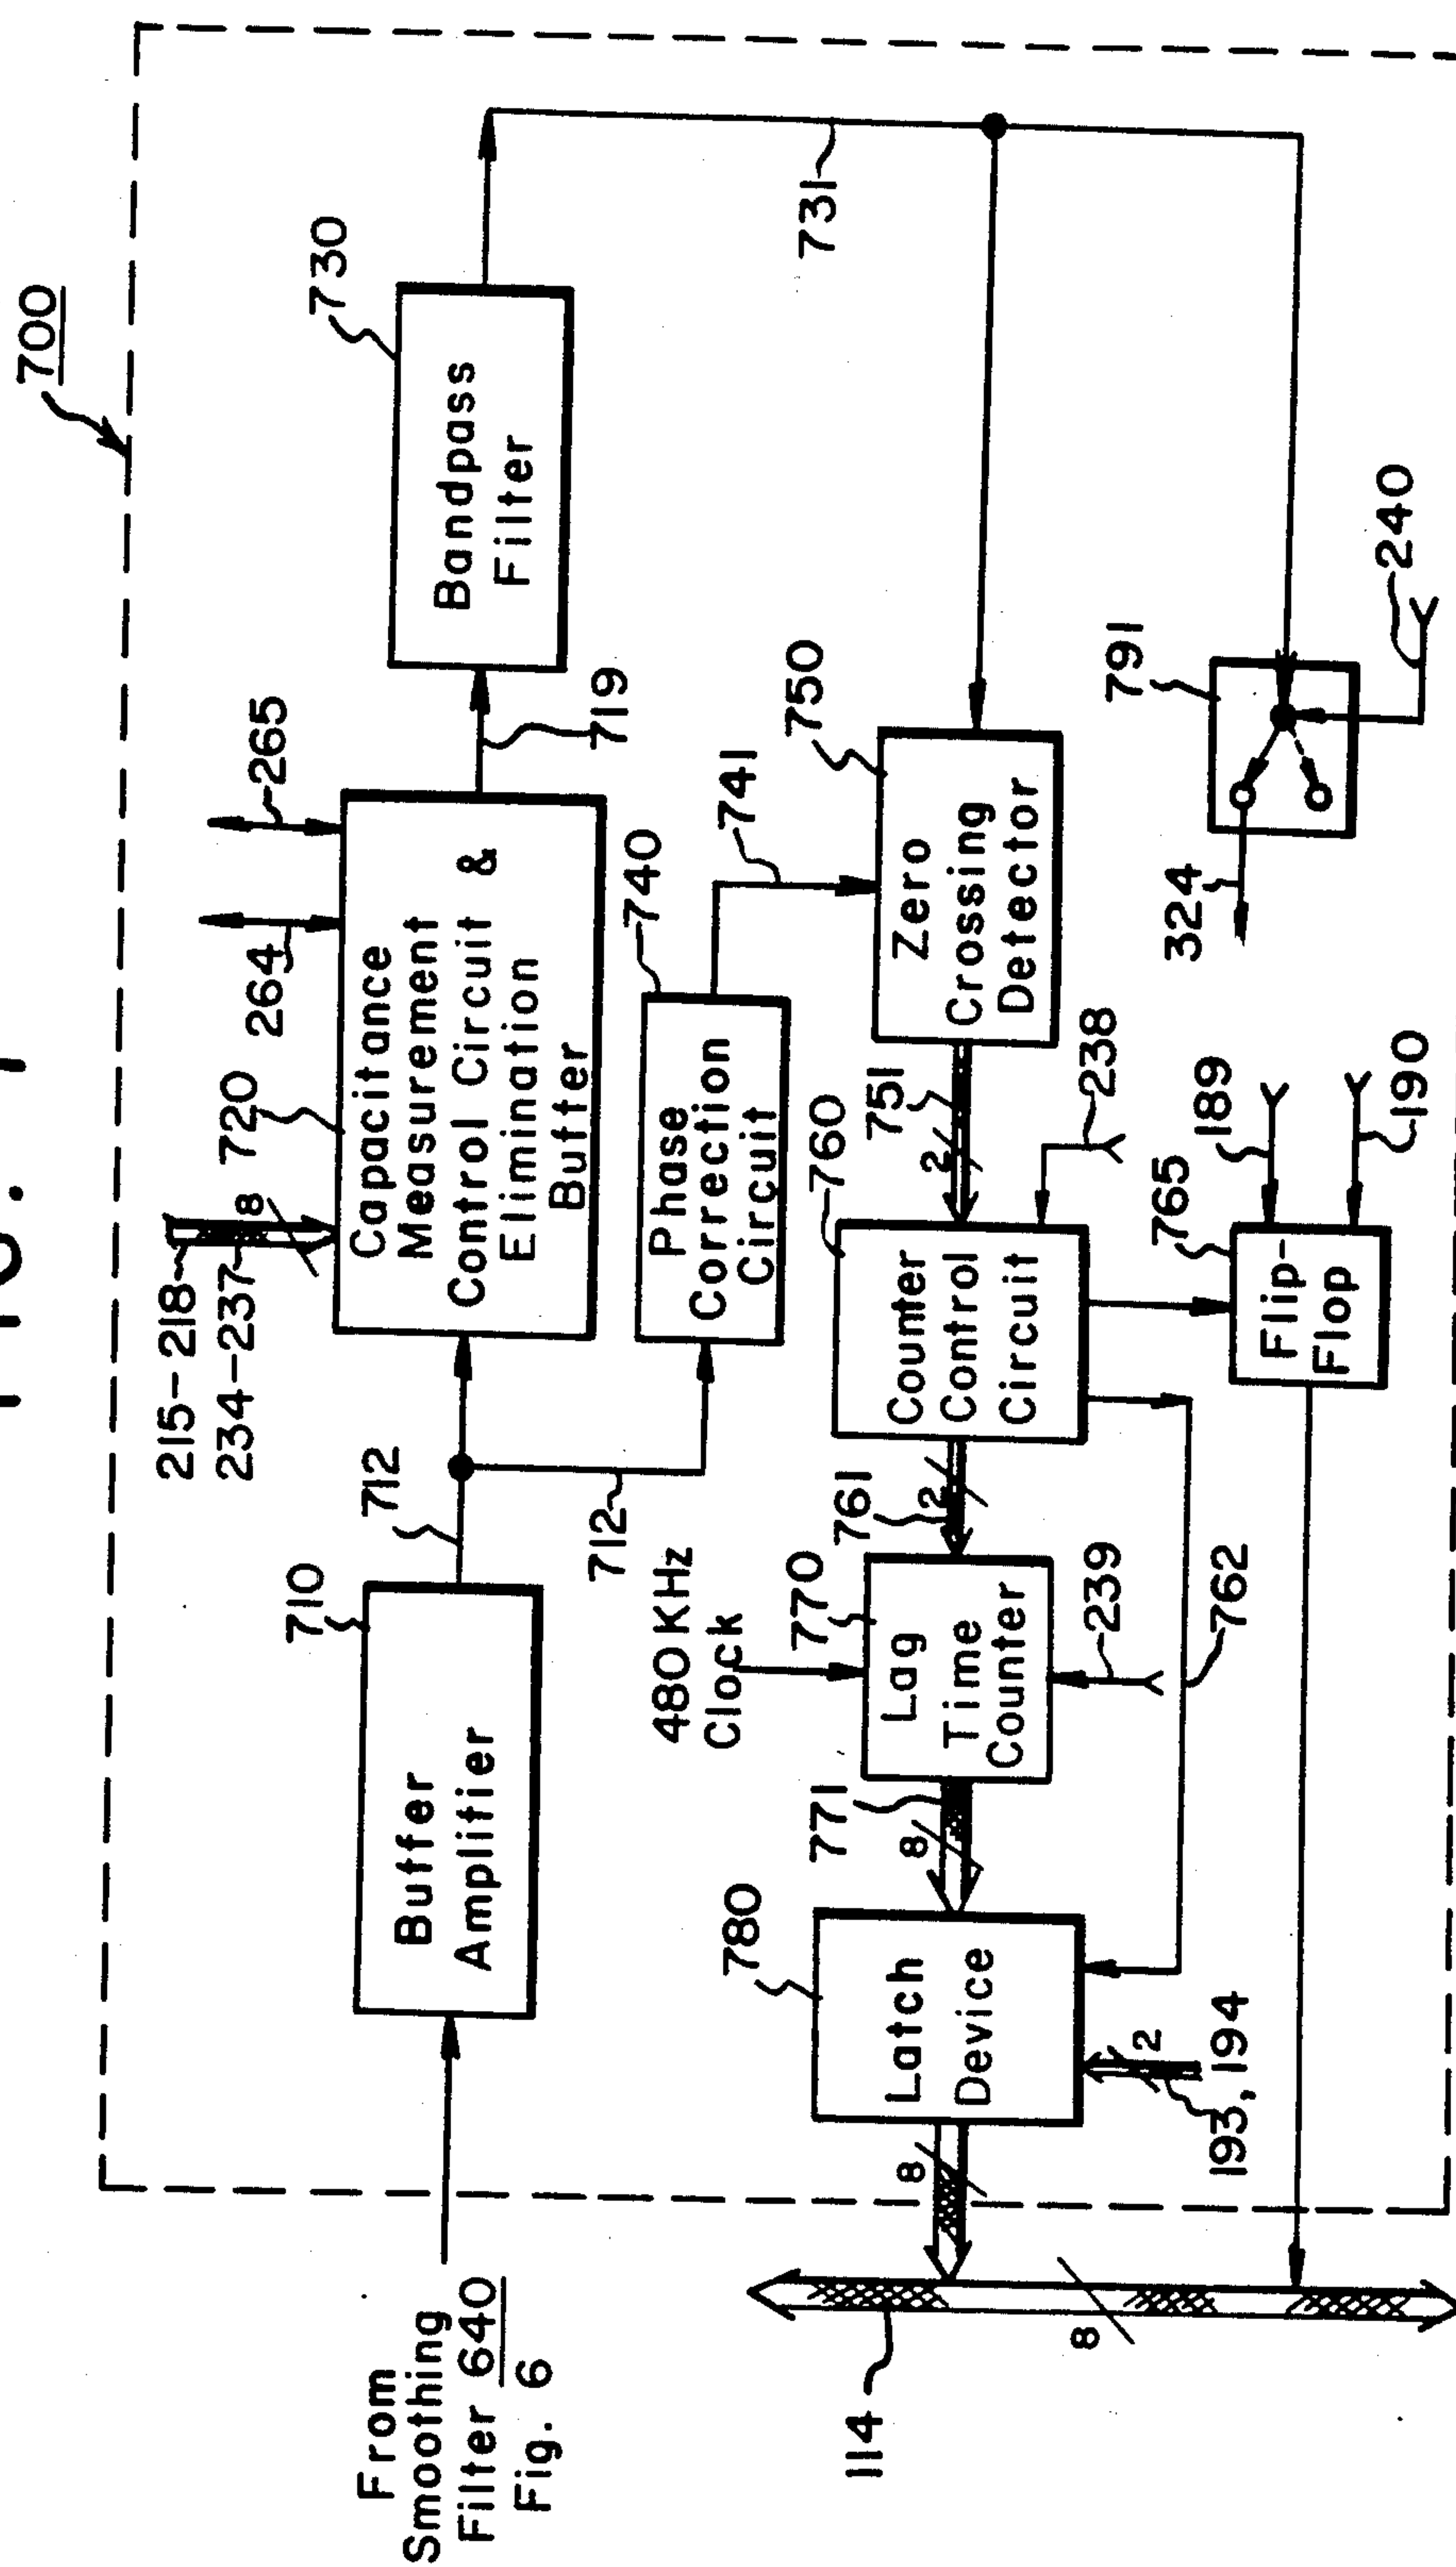 700
215-218
234-237
8
720
264
265
Capacitance
Measurement
Control Circuit &
Elimination
Buffer
730
Bandpass
Filter
719
710
Buffer
Amplifier
712
712
From
Smoothing
Filter 640
Fig. 6
740
Phase
Correction
Circuit
741
731
750
Zero
Crossing
Detector
751
2
760
Counter
Control
Circuit
238
761
2
480KHz
Clock
770
Lag
Time
Counter
239
762
771
8
780
Latch
Device
2
193, 194
8
114
8
765
Flip-
Flop
189
190
791
324
240